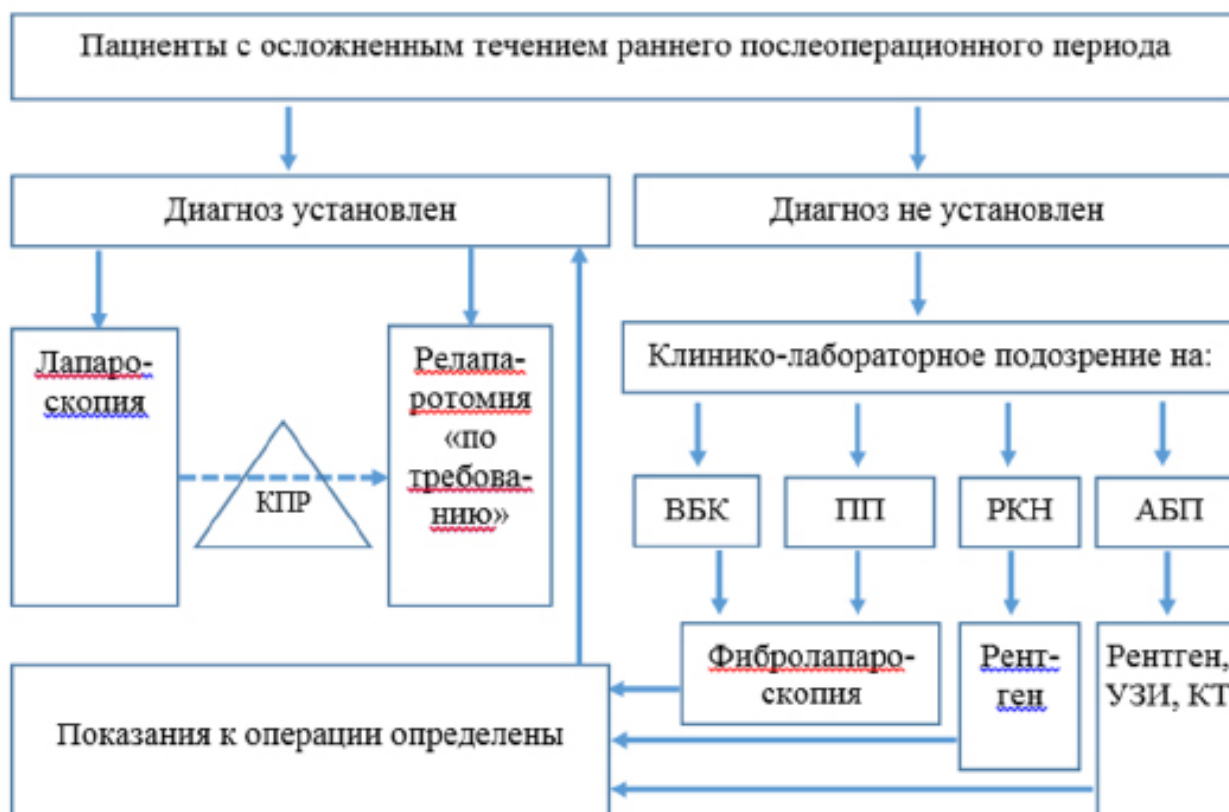 Пациенты с осложненным течением раннего послеоперационного периода
Диагноз установлен
Диагноз не установлен
Лапаро-
скопия
КПР
Релапа-
ротомия
«по
требова-
нию»
Клинико-лабораторное подозрение на:
ВБК
ПП
РКН
АБП
Фибролапаро-
скопия
Рент-
ген
Рентген,
УЗИ, КТ
Показания к операции определены